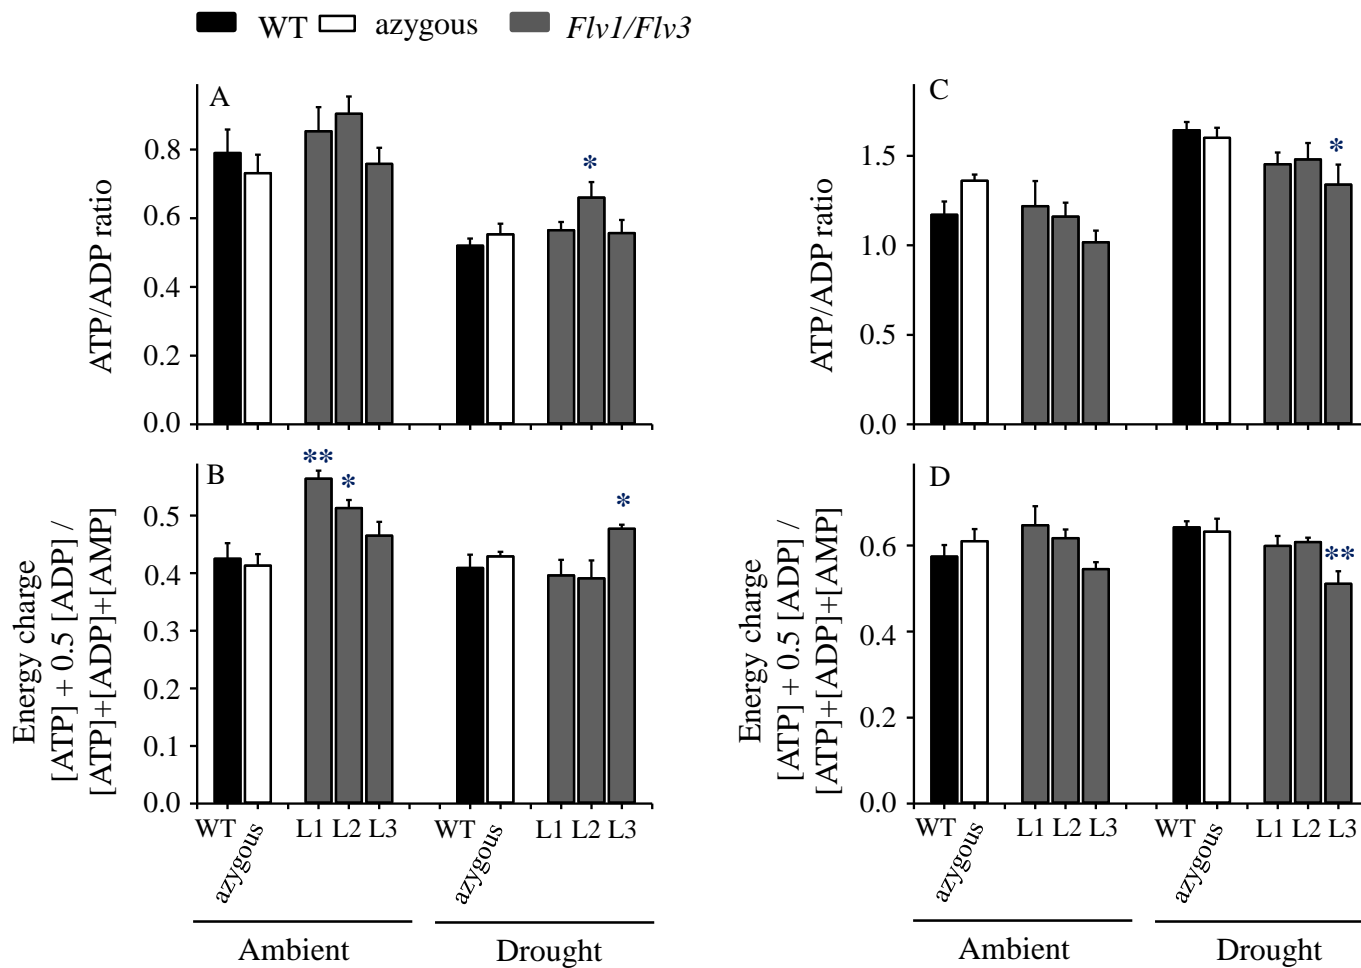 WT azygous Flv1/Flv3
A
ATP/ADP ratio
0.8
0.6
0.4
0.2
0.0
*
C
ATP/ADP ratio
1.5
1.0
0.5
0.0
*
B
Energy charge
[ATP] + 0.5 [ADP] /
[ATP]+[ADP]+[AMP]
0.5
0.4
0.3
0.2
0.1
0.0
**
*
*
WT azygous L1 L2 L3 WT azygous L1 L2 L3
Ambient Drought
D
Energy charge
[ATP] + 0.5 [ADP] /
[ATP]+[ADP]+[AMP]
0.6
0.4
0.2
0.0
**
WT azygous L1 L2 L3 WT azygous L1 L2 L3
Ambient Drought